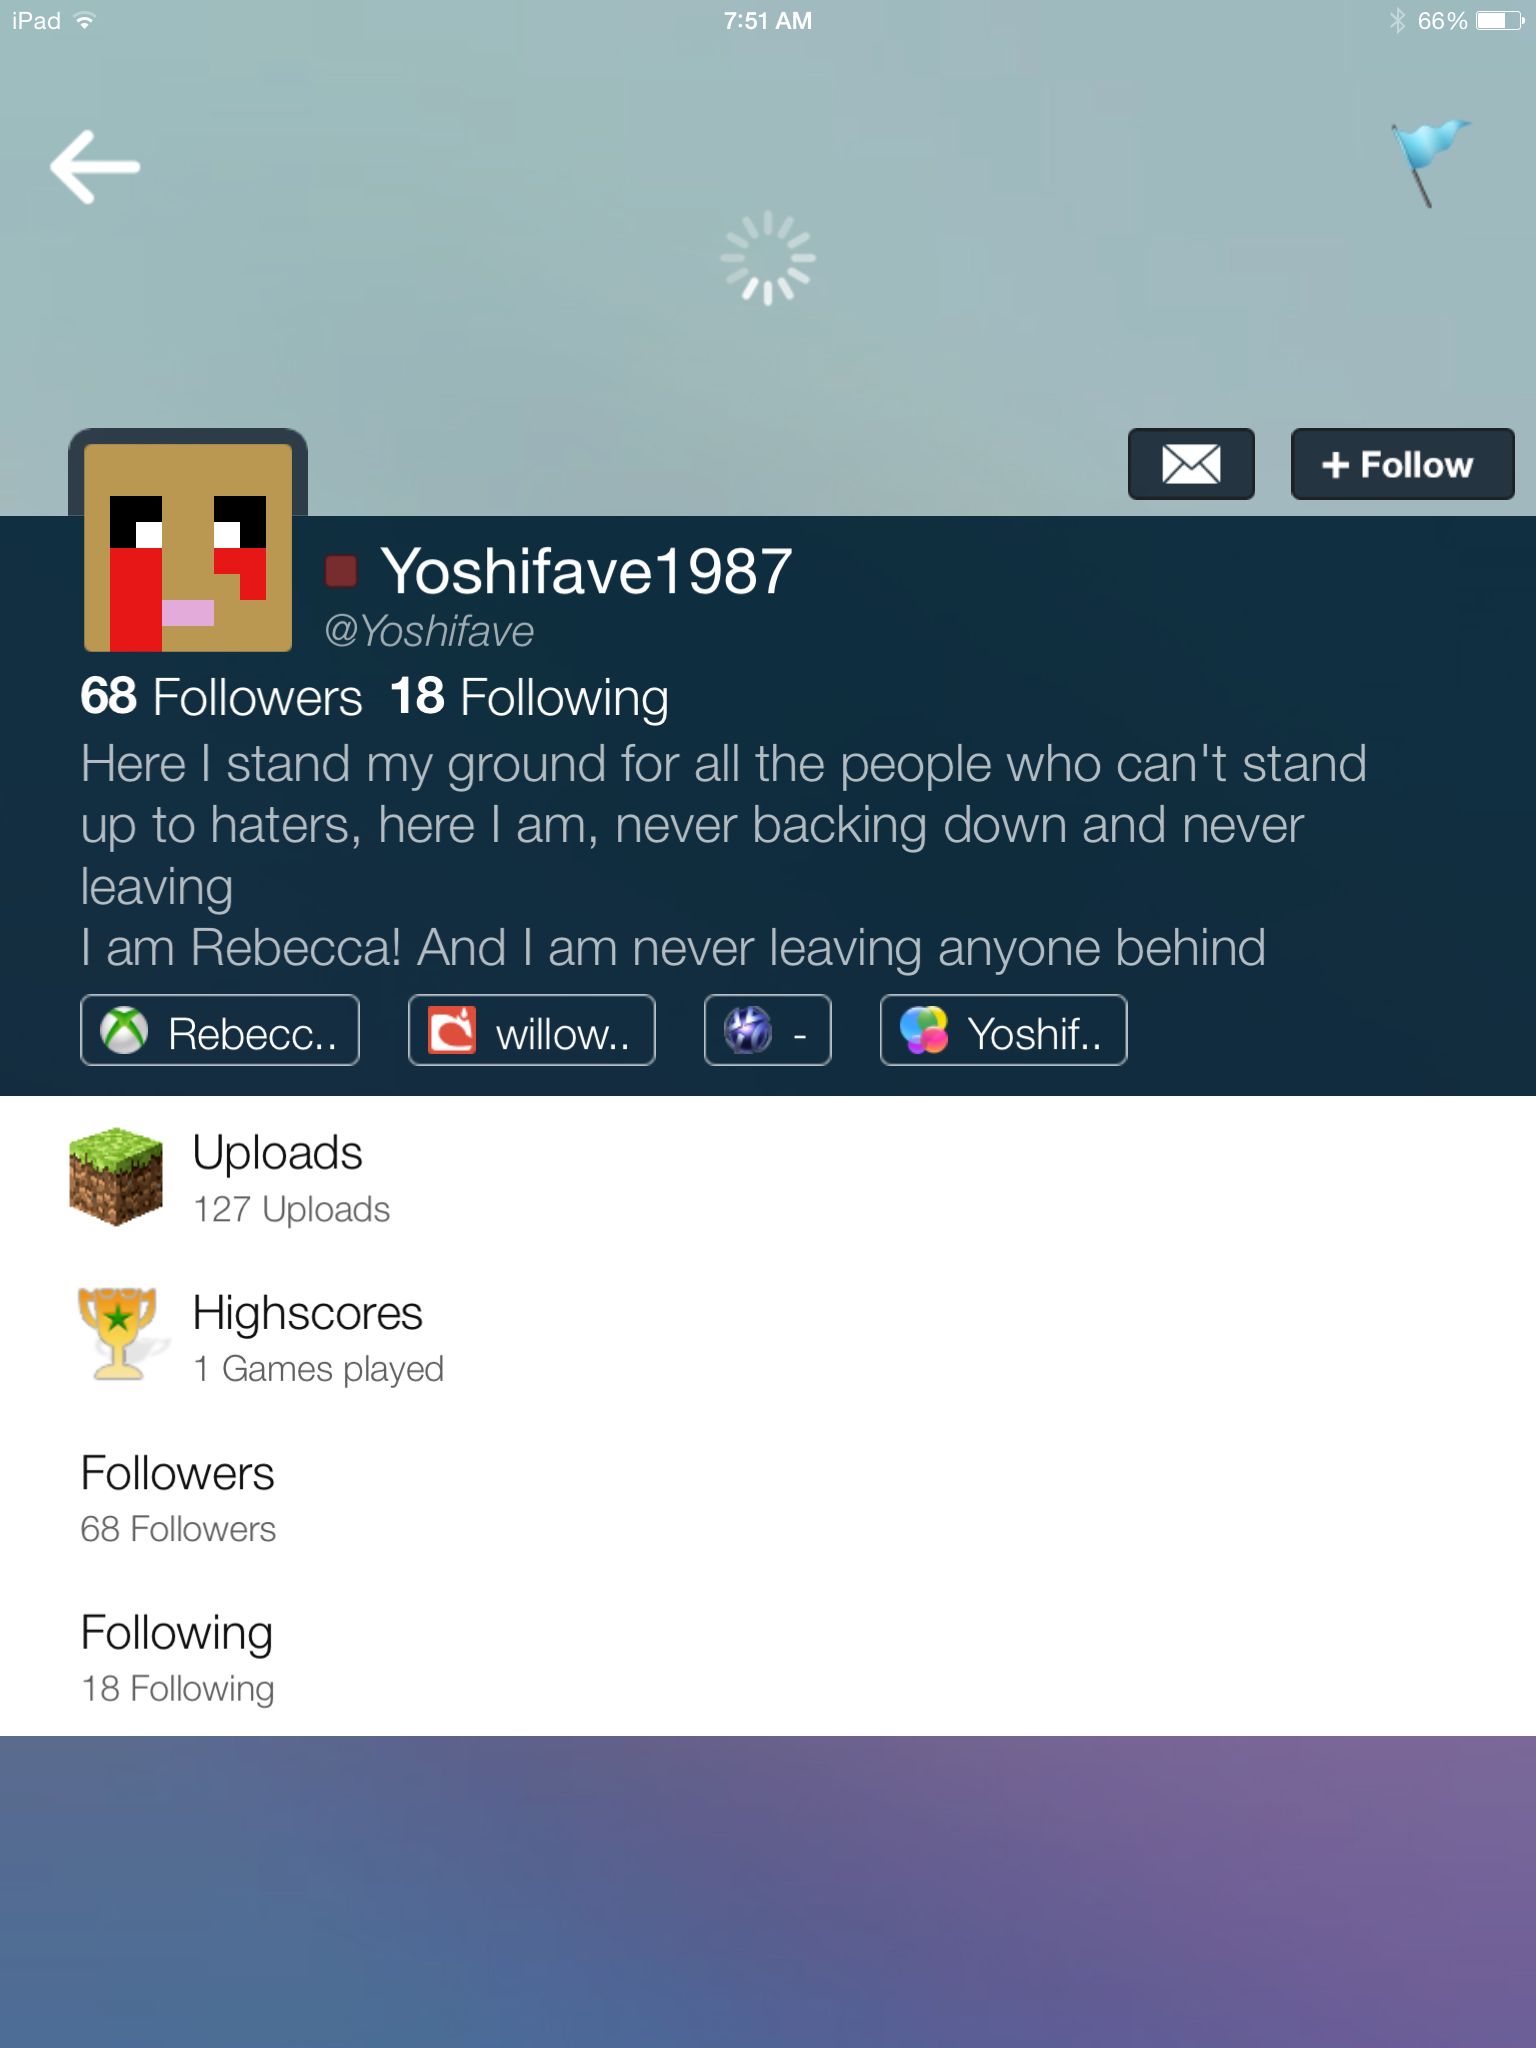 iPad 7:51 AM 66%
+ Follow
Yoshifave1987
@Yoshifave
68 Followers 18 Following
Here I stand my ground for all the people who can't stand
up to haters, here I am, never backing down and never
leaving
I am Rebecca! And I am never leaving anyone behind
Rebecc.. willow.. - Yoshif..
Uploads
127 Uploads
Highscores
1 Games played
Followers
68 Followers
Following
18 Following